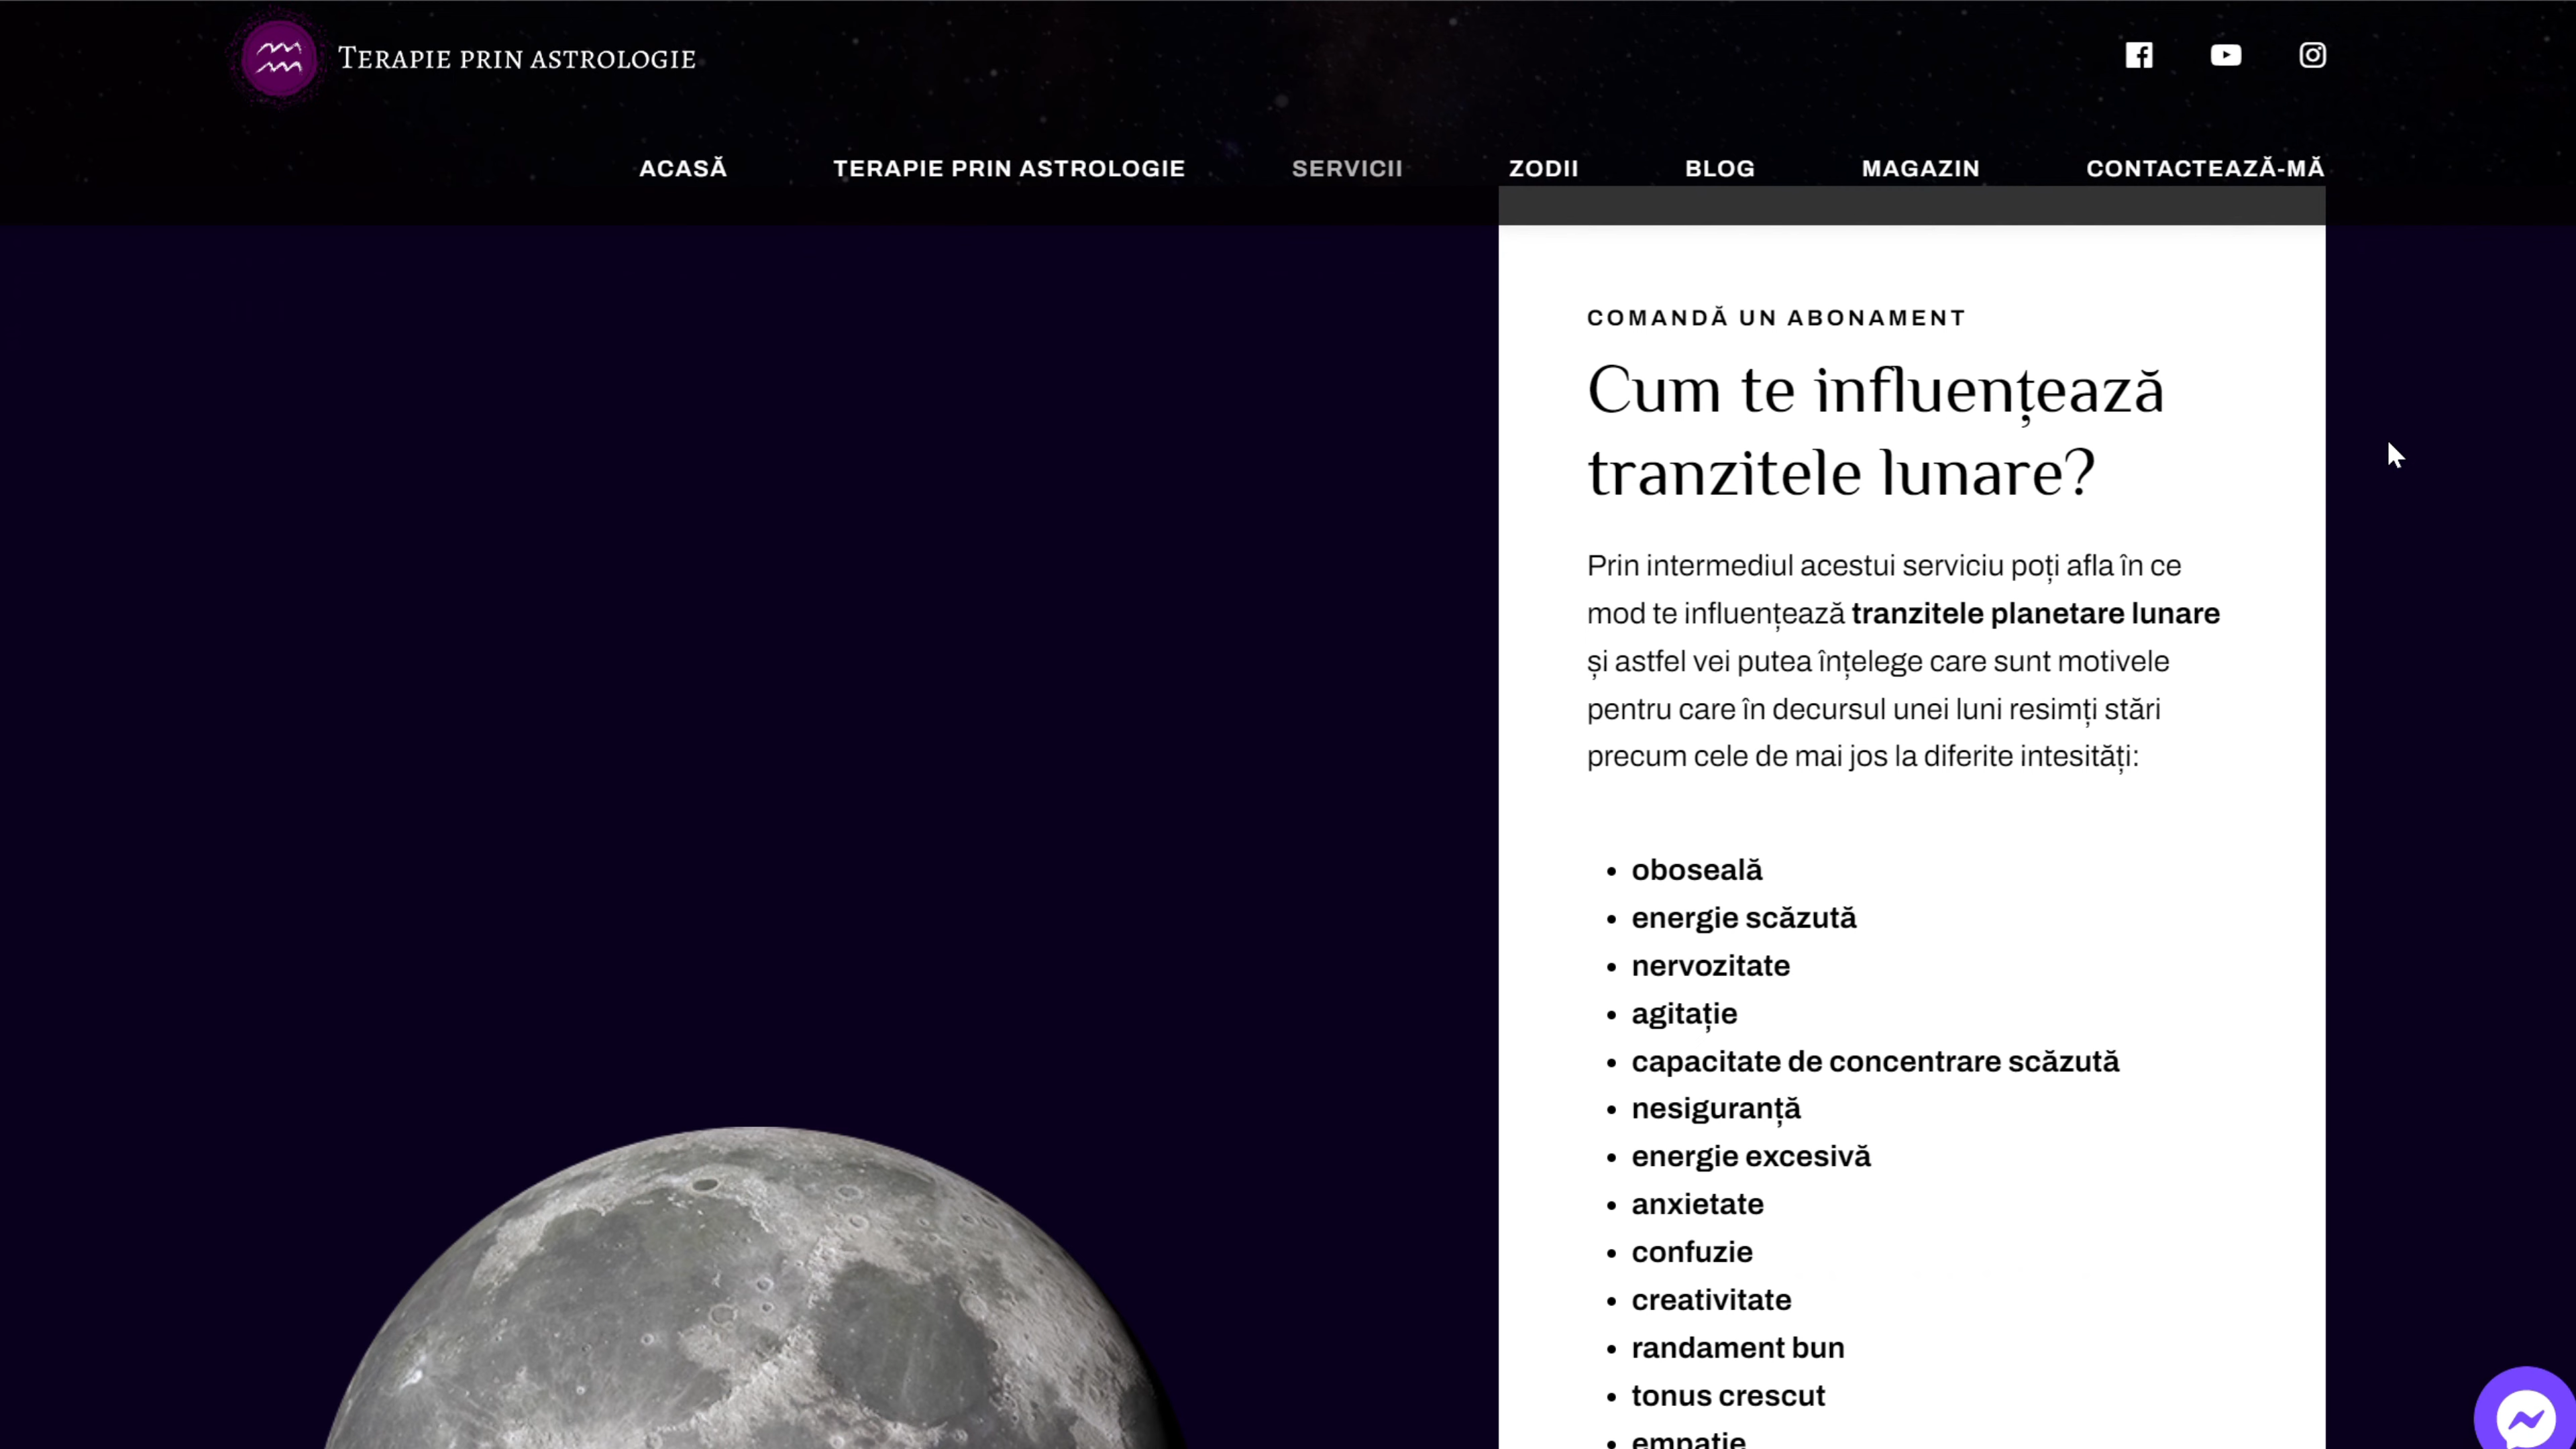 TERAPIE PRIN ASTROLOGIE
ACASĂ TERAPIE PRIN ASTROLOGIE SERVICII ZODII BLOG MAGAZIN CONTACTEAZĂ-MĂ
COMANDĂ UN ABONAMENT
Cum te influențează
tranzitele lunare?
Prin intermediul acestui serviciu poți afla în ce
mod te influențează tranzitele planetare lunare
și astfel vei putea înțelege care sunt motivele
pentru care în decursul unei luni resimți stări
precum cele de mai jos la diferite intesități:
• oboseală
• energie scăzută
• nervozitate
• agitație
• capacitate de concentrare scăzută
• nesiguranță
• energie excesivă
• anxietate
• confuzie
• creativitate
• randament bun
• tonus crescut
• empatie